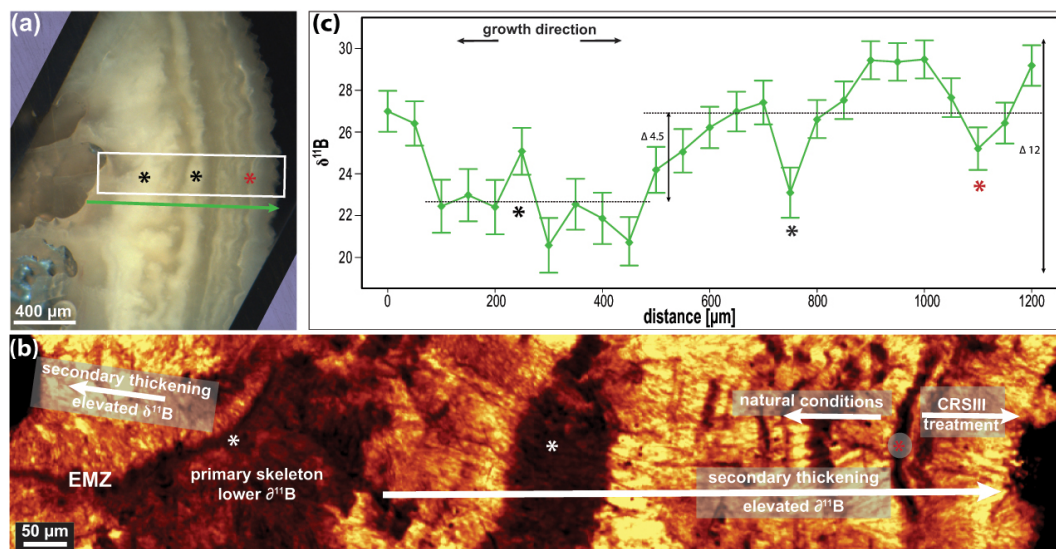 (a)
*
*
*
400 µm
(c)
growth direction
30
28
26
24
22
20
δ¹¹B
Δ 4.5
Δ 12
*
*
*
0
200
400
600
800
1000
1200
distance [µm]
(b)
secondary thickening
elevated δ¹¹B
*
EMZ
primary skeleton
lower ∂¹¹B
*
natural conditions
CRSIII
treatment
*
secondary thickening
elevated ∂¹¹B
50 µm